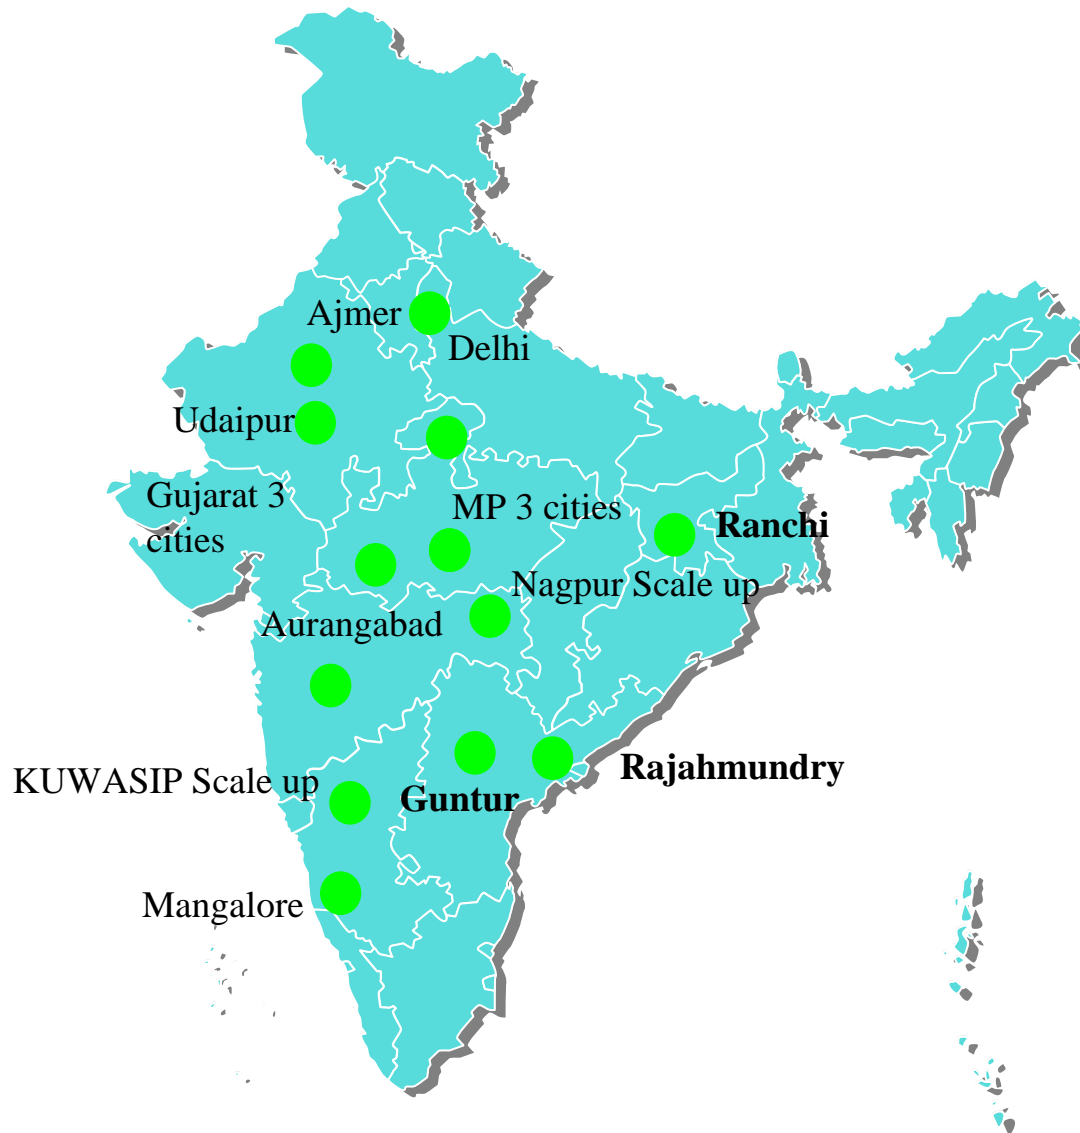 Ajmer
Delhi
Udaipur
Gujarat 3
cities
MP 3 cities
Ranchi
Nagpur Scale up
Aurangabad
Rajahmundry
KUWASIP Scale up
Guntur
Mangalore